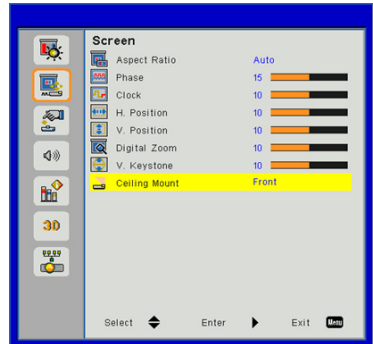 Screen
Aspect Ratio Auto
Phase 15
Clock 10
H. Position 10
V. Position 10
Digital Zoom 10
V. Keystone 10
Ceiling Mount Front
3D
Select Enter Exit Menu